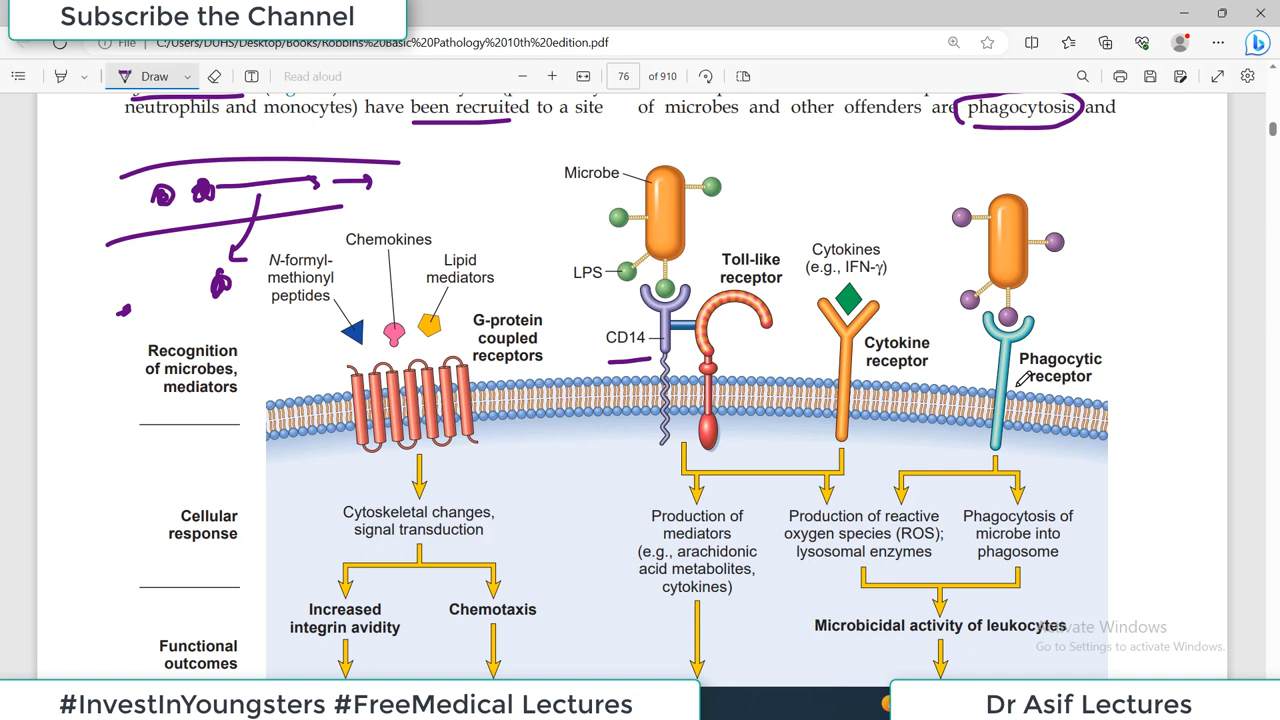 Subscribe the Channel
File
C:/Users/DUHS/Desktop/Books/Robbins%20Basic%20Pathology%2010th%20edition.pdf
Draw
Read aloud
76 of 910
neutrophils and monocytes) have been recruited to a site
of microbes and other offenders are phagocytosis and
Microbe
LPS
Chemokines
N-formyl-
methionyl
peptides
Lipid
mediators
G-protein
coupled
receptors
Toll-like
receptor
CD14
Cytokines
(e.g., IFN-γ)
Cytokine
receptor
Phagocytic
receptor
Recognition
of microbes,
mediators
Cellular
response
Cytoskeletal changes,
signal transduction
Production of
mediators
(e.g., arachidonic
acid metabolites,
cytokines)
Production of reactive
oxygen species (ROS);
lysosomal enzymes
Phagocytosis of
microbe into
phagosome
Increased
integrin avidity
Chemotaxis
Microbicidal activity of leukocytes
Functional
outcomes
Activate Windows
Go to Settings to activate Windows.
#InvestInYoungsters #FreeMedical Lectures
Dr Asif Lectures